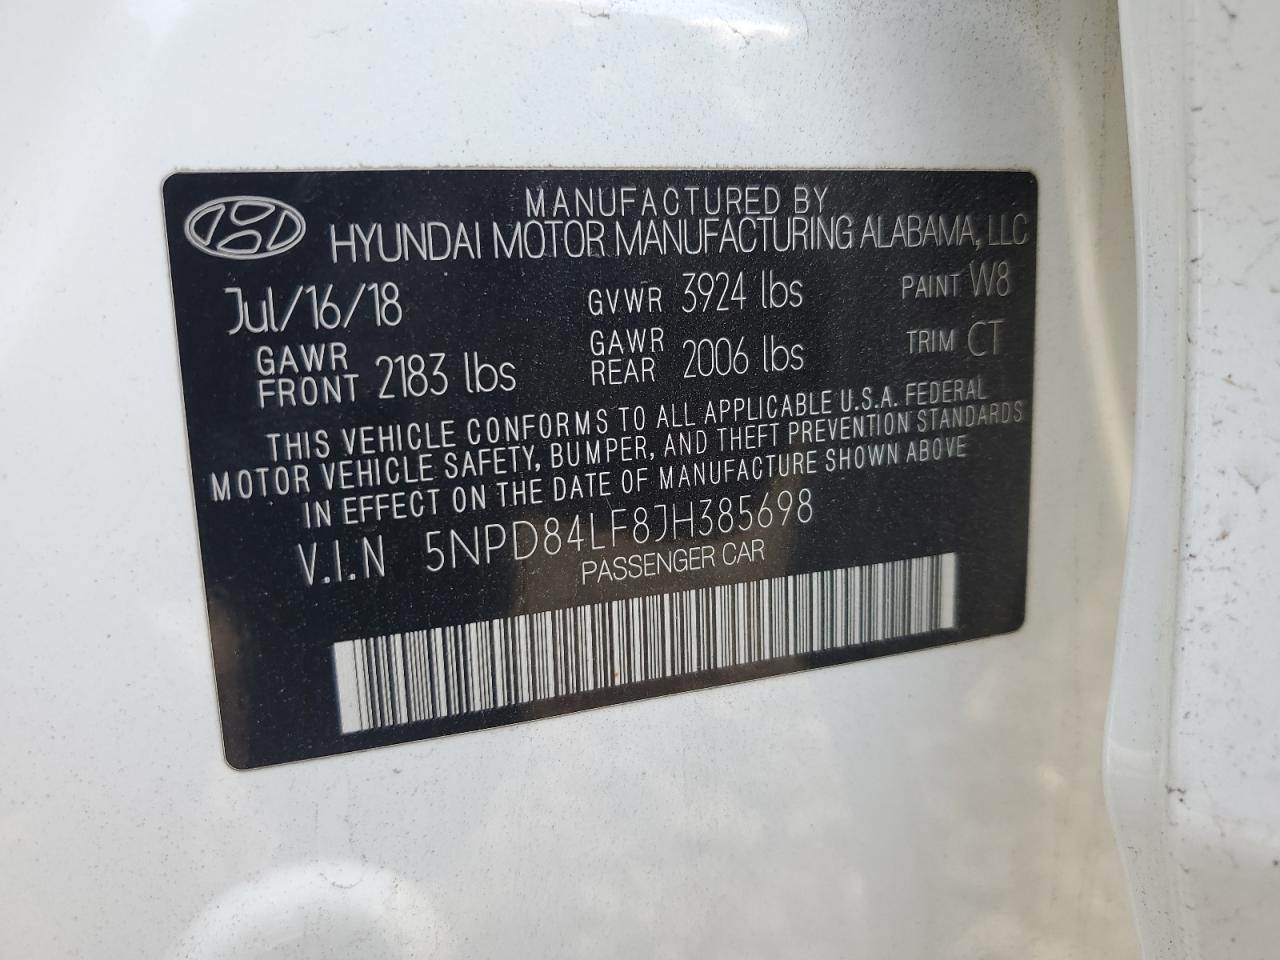 MANUFACTURED BY
HYUNDAI MOTOR MANUFACTURING ALABAMA, LLC
Jul/16/18 GVWR 3924 lbs PAINT W8
GAWR FRONT 2183 lbs GAWR REAR 2006 lbs TRIM CT
THIS VEHICLE CONFORMS TO ALL APPLICABLE U.S.A. FEDERAL
MOTOR VEHICLE SAFETY, BUMPER, AND THEFT PREVENTION STANDARDS
IN EFFECT ON THE DATE OF MANUFACTURE SHOWN ABOVE
V.I.N 5NPD84LF8JH385698
PASSENGER CAR